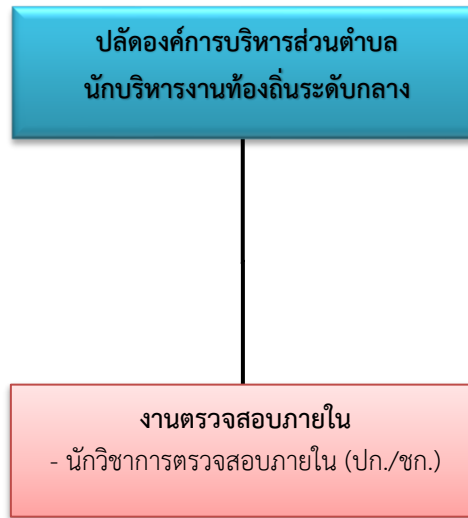 ปลัดองค์การบริหารส่วนตำบล
นักบริหารงานท้องถิ่นระดับกลาง
งานตรวจสอบภายใน
- นักวิชาการตรวจสอบภายใน (ปก./ชก.)